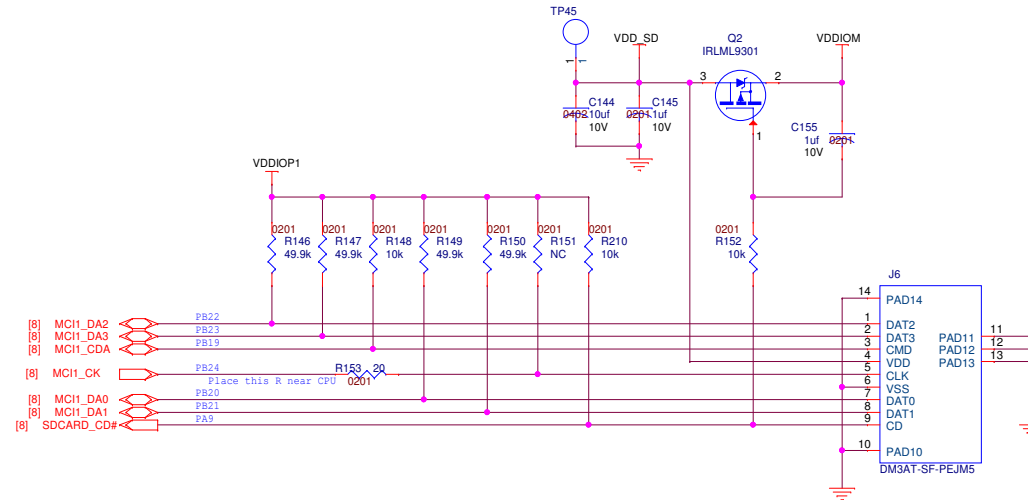 TP45
1
1
VDD_SD
Q2
IRLML9301
VDDIOM
3
2
1
C144
0402
10uf
10V
C145
0201
1uf
10V
C155
1uf
0201
10V
VDDIOP1
0201
R146
49.9k
0201
R147
49.9k
0201
R148
10k
0201
R149
49.9k
0201
R150
49.9k
0201
R151
NC
0201
R210
10k
0201
R152
10k
J6
14 PAD14
[8] MCI1_DA2 PB22 1 DAT2
[8] MCI1_DA3 PB23 2 DAT3 PAD11 11
[8] MCI1_CDA PB19 3 CMD PAD12 12
4 VDD PAD13 13
[8] MCI1_CK PB24 R153 20 5 CLK
Place this R near CPU 0201
6 VSS
[8] MCI1_DA0 PB20 7 DAT0
[8] MCI1_DA1 PB21 8 DAT1
[8] SDCARD_CD# PA9 9 CD
10 PAD10
DM3AT-SF-PEJM5